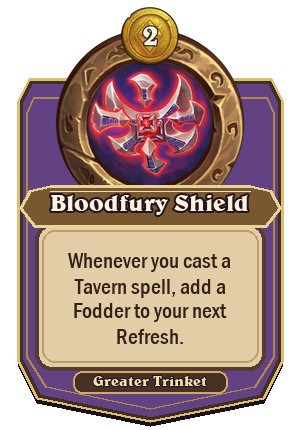 2
Bloodfury Shield
Whenever you cast a
Tavern spell, add a
Fodder to your next
Refresh.
Greater Trinket